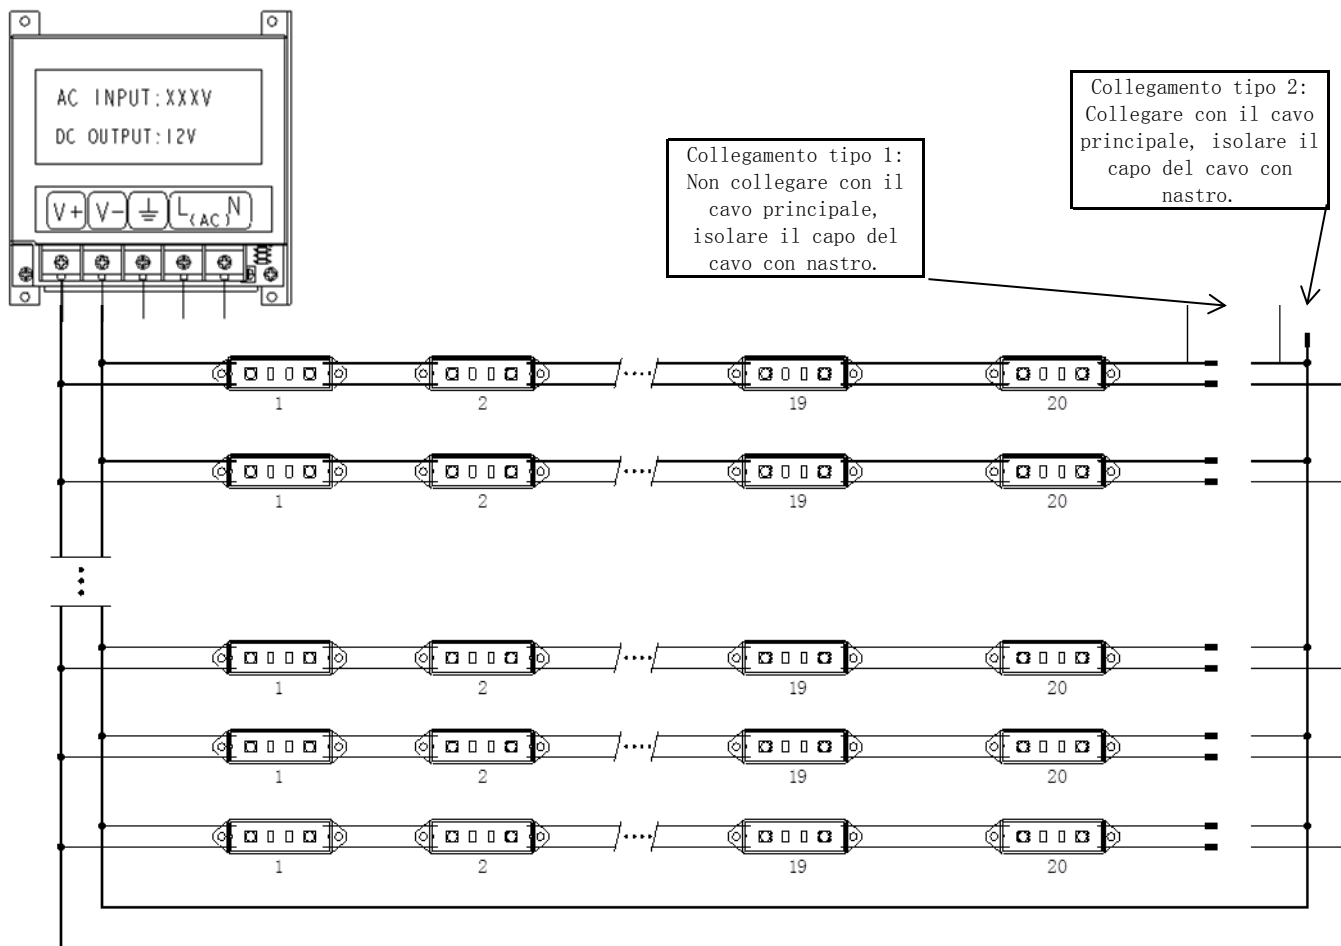 AC INPUT:XXXV
DC OUTPUT:12V
V+ V- L(AC)N
Collegamento tipo 1:
Non collegare con il
cavo principale,
isolare il capo del
cavo con nastro.
Collegamento tipo 2:
Collegare con il cavo
principale, isolare il
capo del cavo con
nastro.
1 2 19 20
1 2 19 20
1 2 19 20
1 2 19 20
1 2 19 20